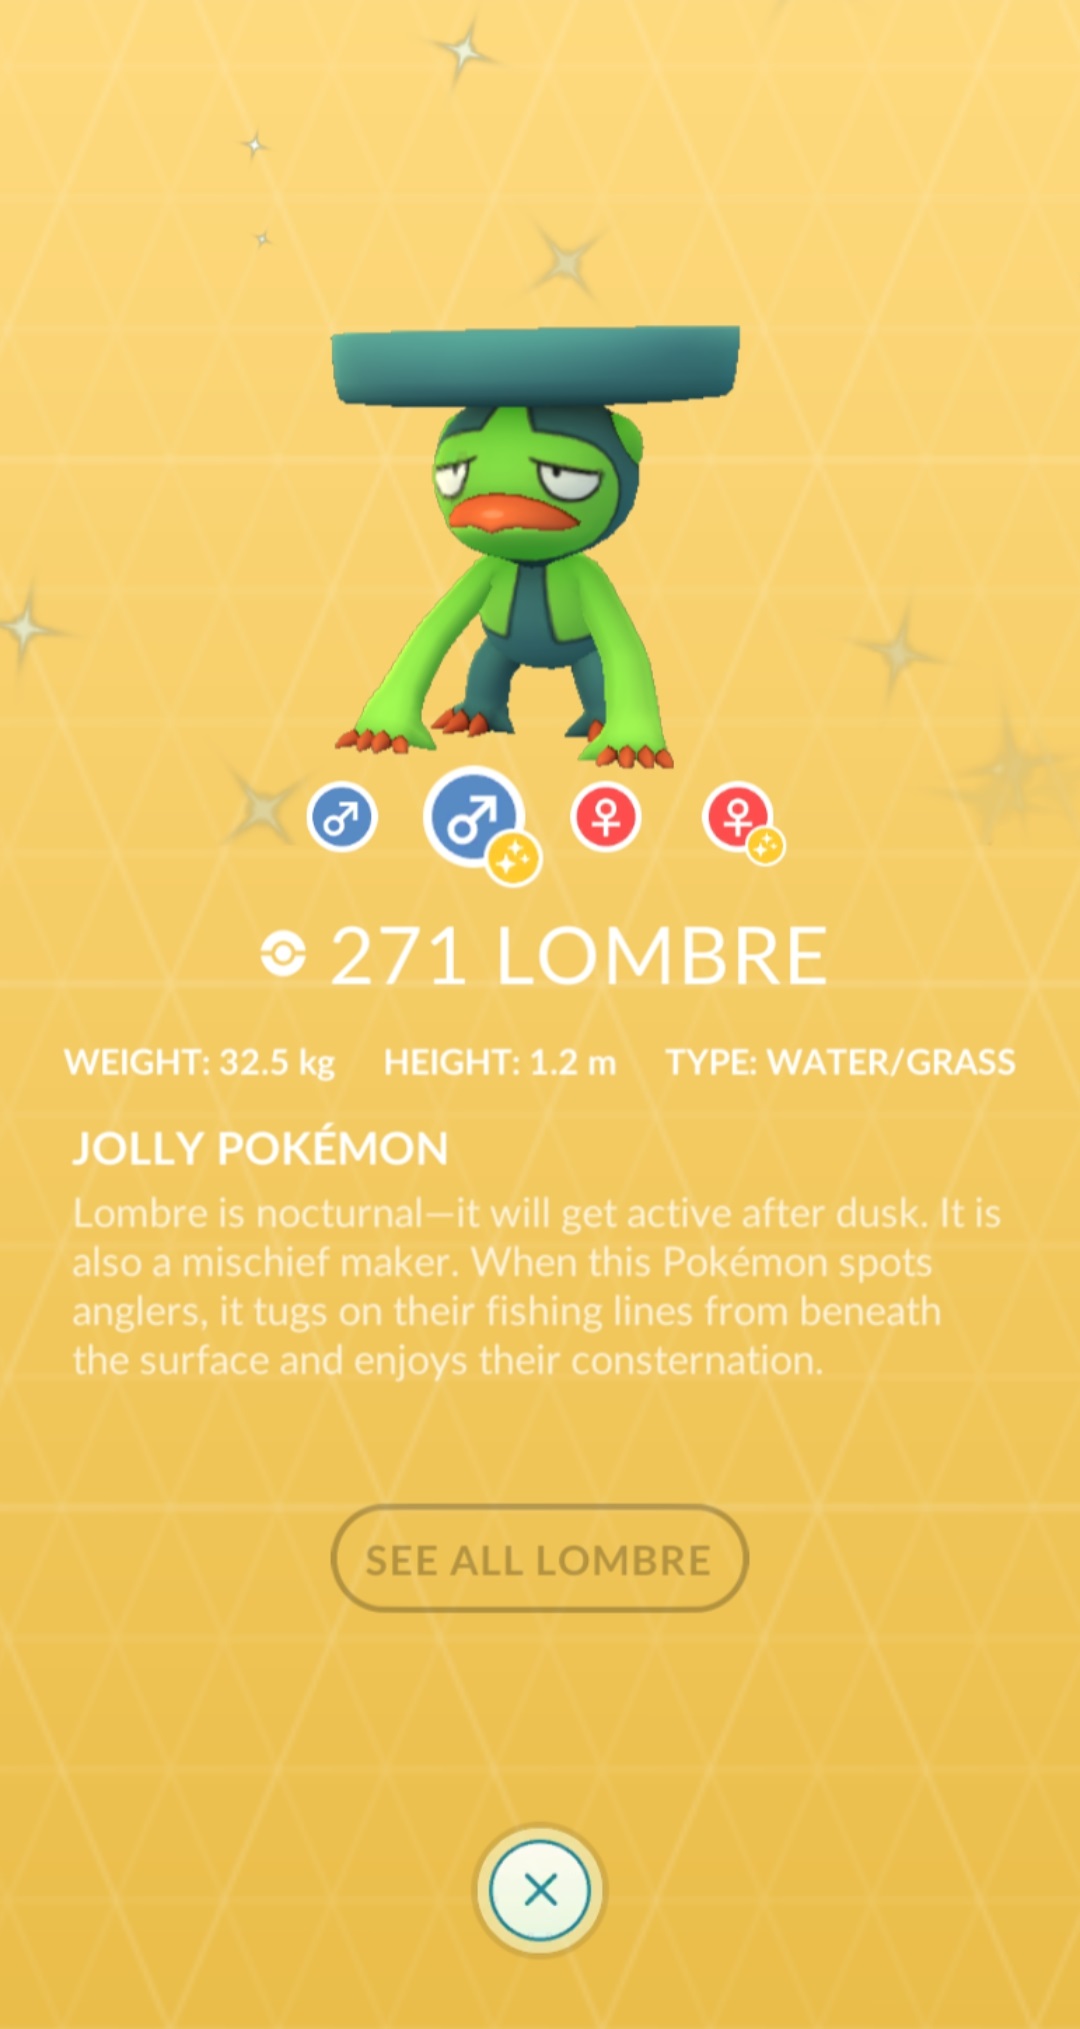 271 LOMBRE
WEIGHT: 32.5 kg HEIGHT: 1.2 m TYPE: WATER/GRASS
JOLLY POKÉMON
Lombre is nocturnal—it will get active after dusk. It is
also a mischief maker. When this Pokémon spots
anglers, it tugs on their fishing lines from beneath
the surface and enjoys their consternation.
SEE ALL LOMBRE